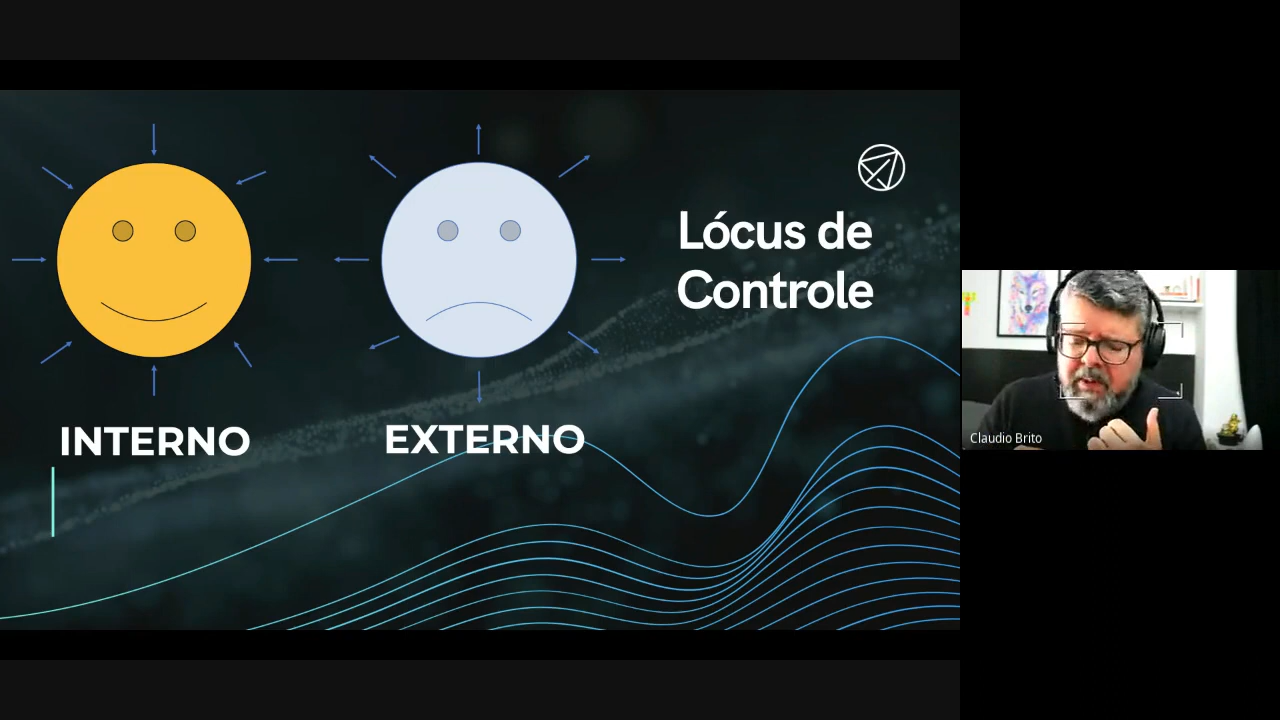 Lócus de
Controle
INTERNO
EXTERNO
Claudio Brito